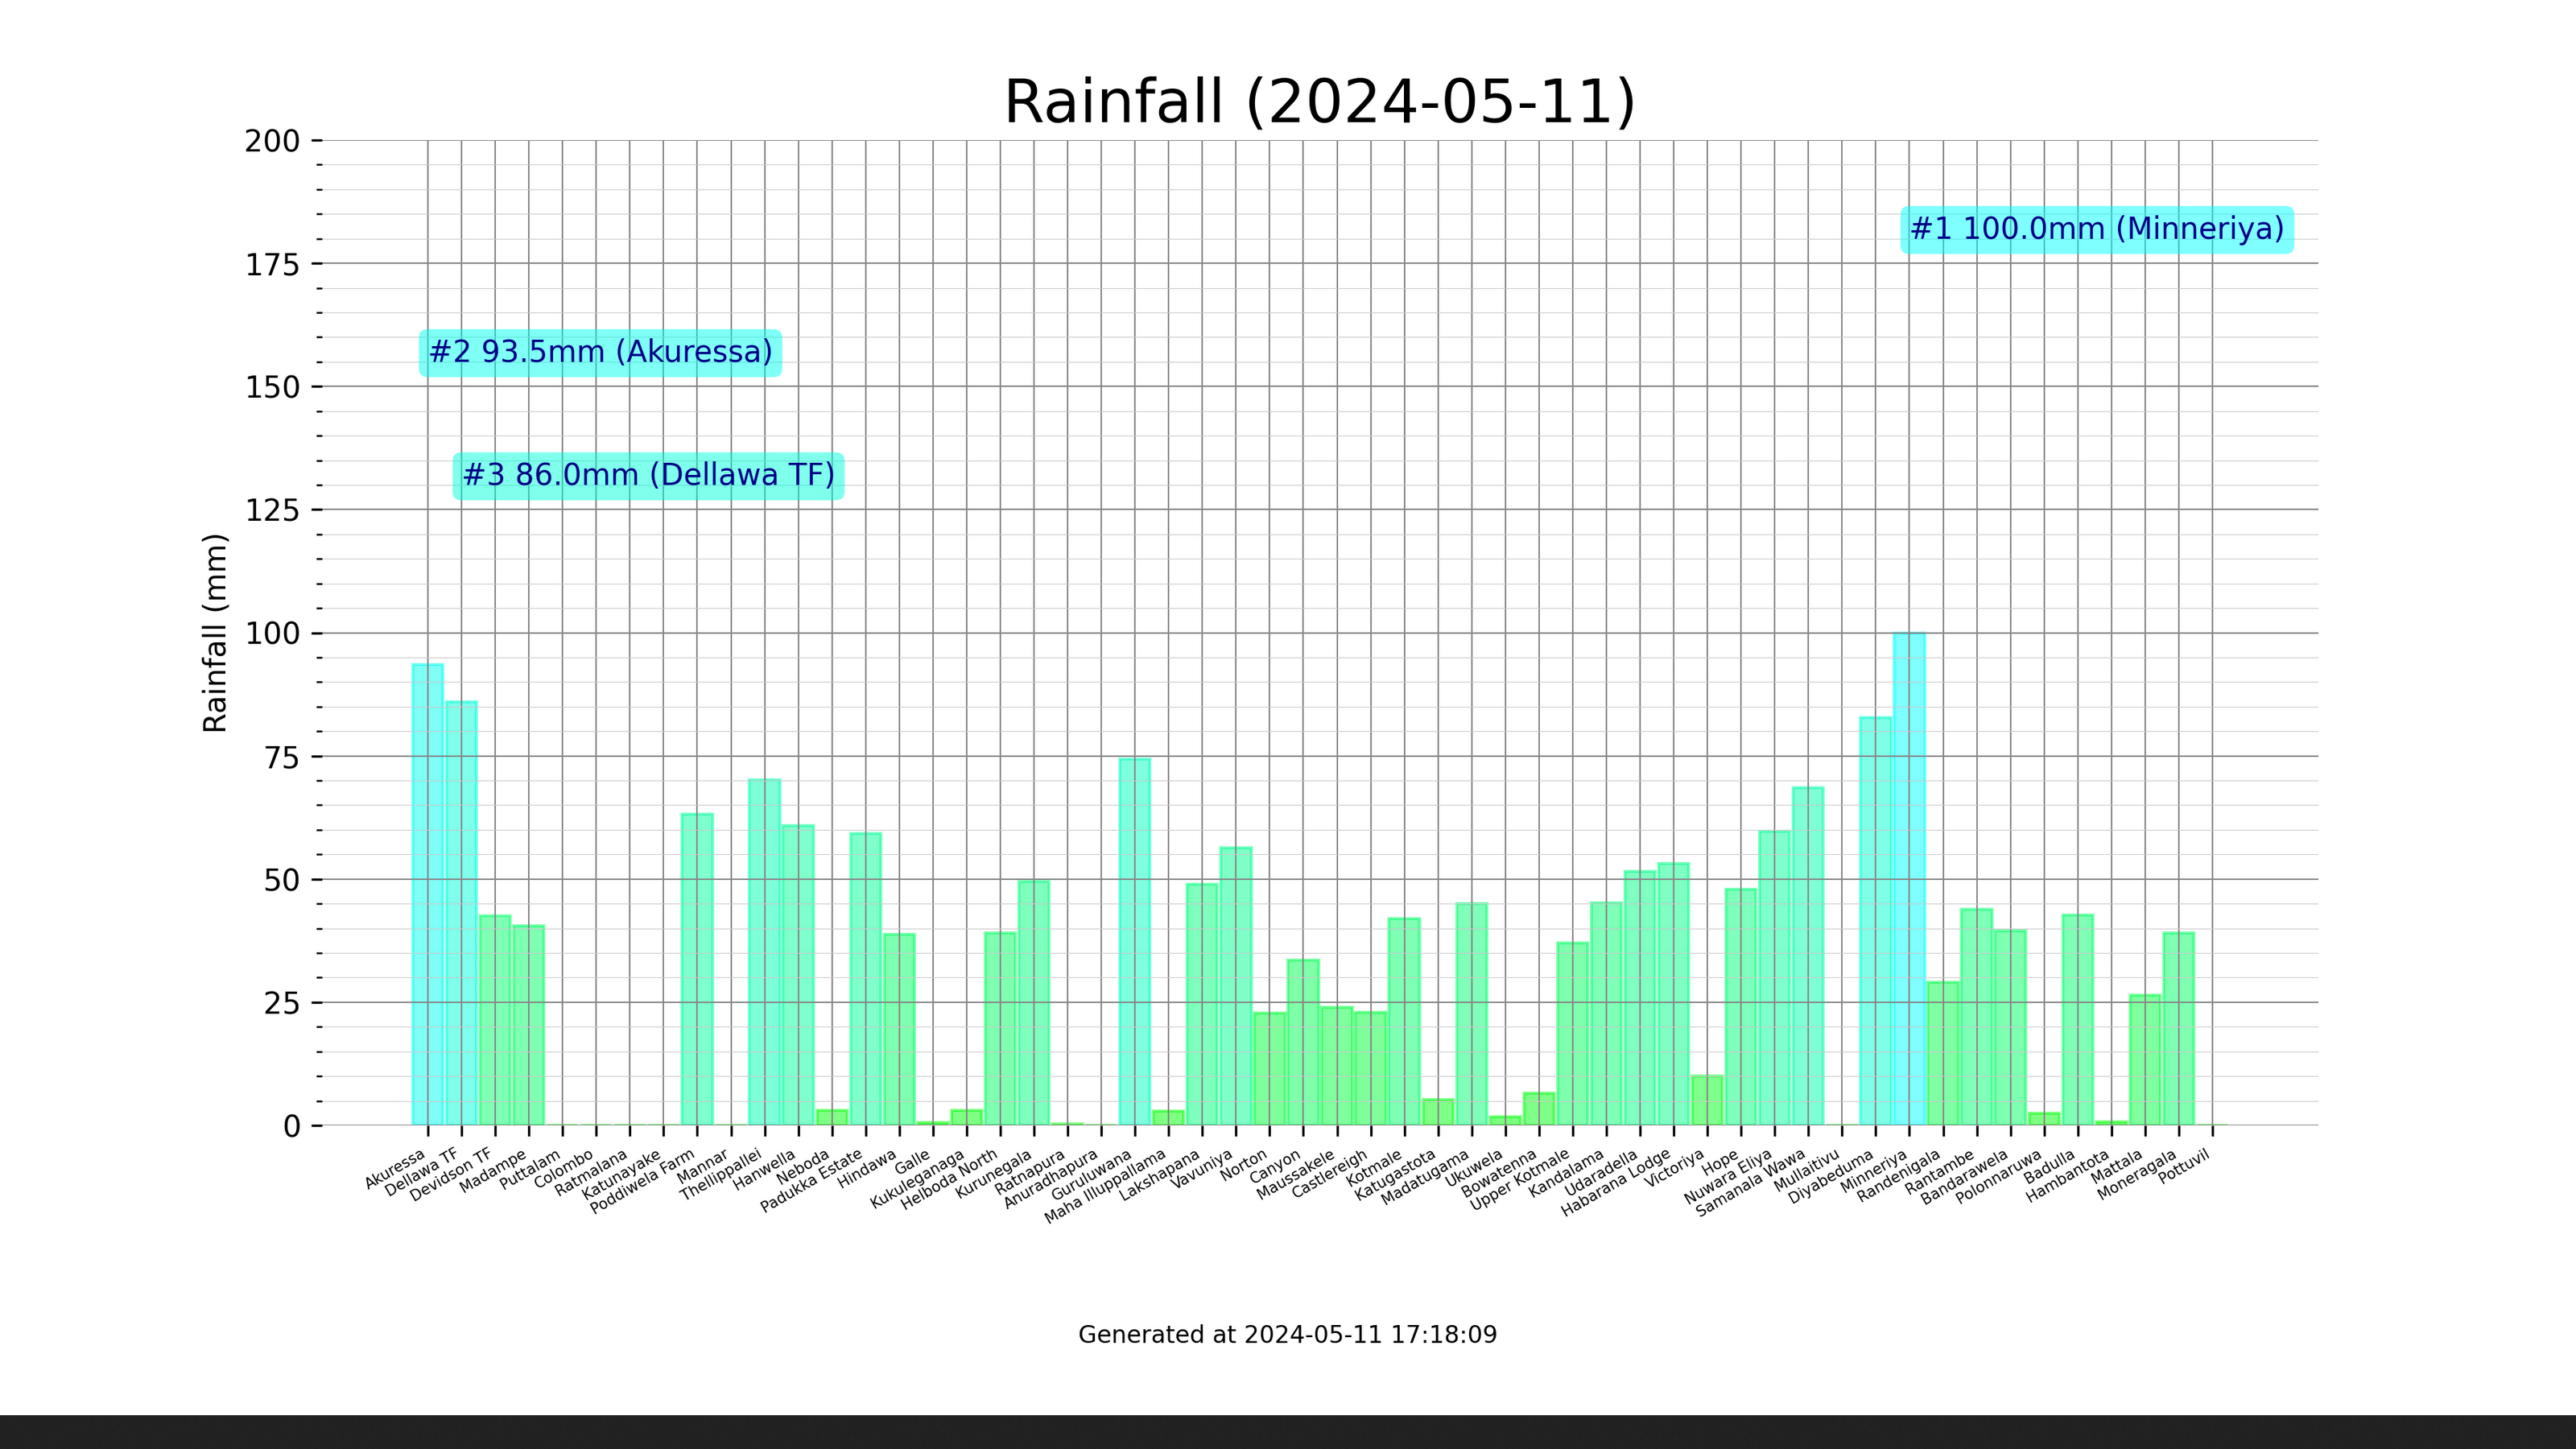 Rainfall (2024-05-11)
200
175
150
125
100
75
50
25
0
Rainfall (mm)
#1 100.0mm (Minneriya)
#2 93.5mm (Akuressa)
#3 86.0mm (Dellawa TF)
Akuressa
Dellawa TF
Devidson TF
Madampe
Puttalam
Colombo
Ratmalana
Katunayake
Poddiwela Farm
Mannar
Thellippallei
Hanwella
Neboda
Padukka Estate
Hindawa
Galle
Kukuleganaga
Helboda North
Kurunegala
Ratnapura
Anuradhapura
Guruluwana
Maha Illuppallama
Lakshapana
Vavuniya
Norton
Canyon
Maussakele
Castlereigh
Kotmale
Katugastota
Madatugama
Ukuwela
Bowatenna
Upper Kotmale
Kandalama
Udaradella
Habarana Lodge
Victoriya
Hope
Nuwara Eliya
Samanala Wawa
Mullaitivu
Diyabeduma
Minneriya
Randenigala
Rantambe
Bandarawela
Polonnaruwa
Badulla
Hambantota
Mattala
Moneragala
Pottuvil
Generated at 2024-05-11 17:18:09